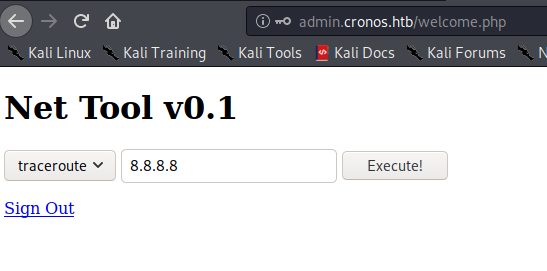 admin.cronos.htb/welcome.php
Kali Linux Kali Training Kali Tools Kali Docs Kali Forums N
Net Tool v0.1
traceroute 8.8.8.8 Execute!
Sign Out